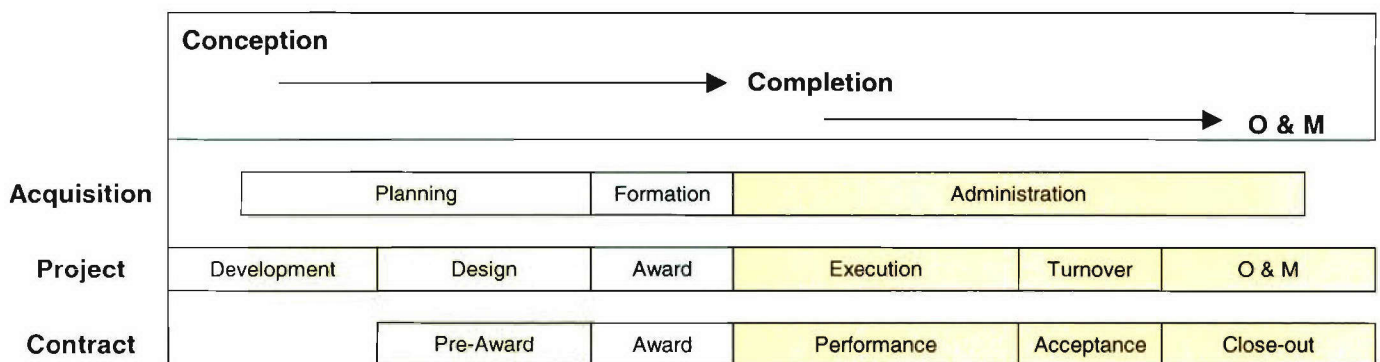 Conception
Completion
O & M
Acquisition Planning Formation Administration
Project Development Design Award Execution Turnover O & M
Contract Pre-Award Award Performance Acceptance Close-out